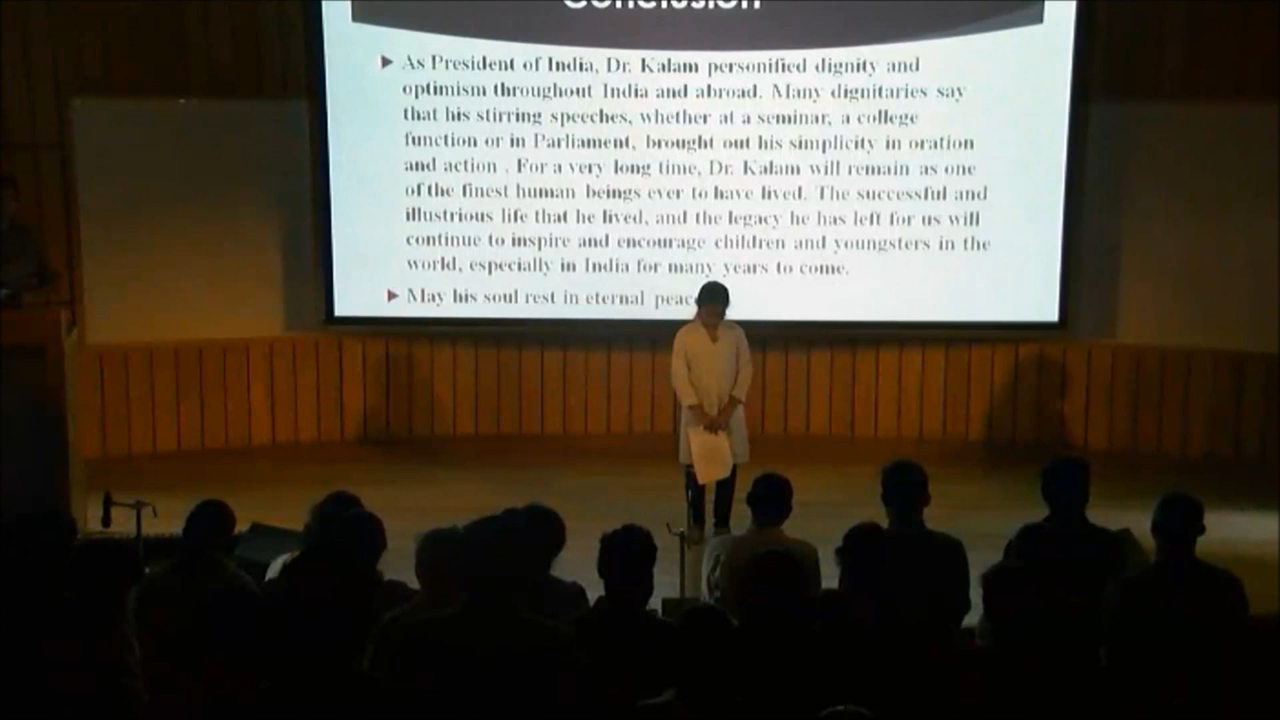 Conclusion
As President of India, Dr. Kalam personified dignity and
optimism throughout India and abroad. Many dignitaries say
that his stirring speeches, whether at a seminar, a college
function or in Parliament, brought out his simplicity in oration
and action . For a very long time, Dr. Kalam will remain as one
of the finest human beings ever to have lived. The successful and
illustrious life that he lived, and the legacy he has left for us will
continue to inspire and encourage children and youngsters in the
world, especially in India for many years to come.
May his soul rest in eternal peac